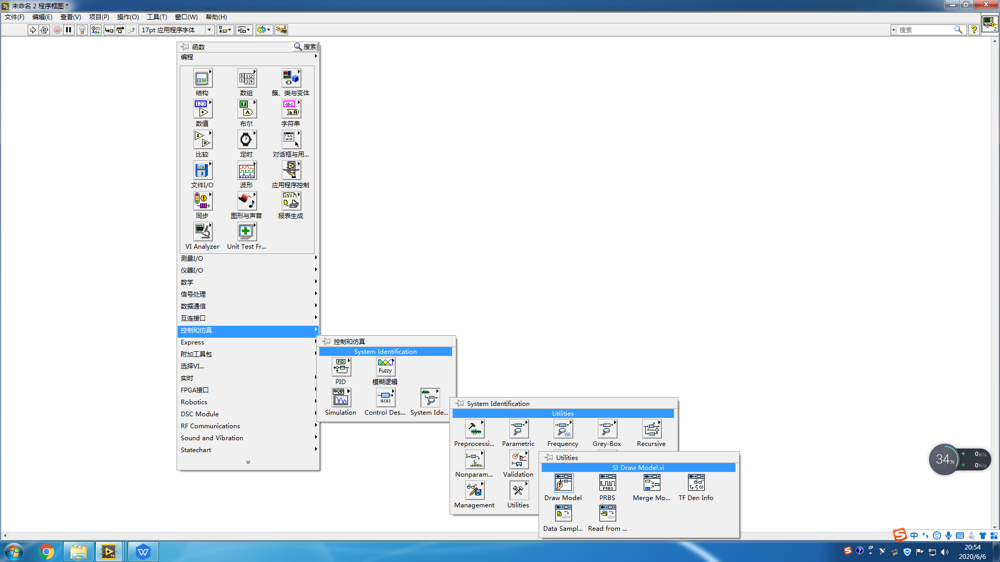 未命名 2 程序框图 *
文件(F) 编辑(E) 查看(V) 项目(P) 操作(O) 工具(T) 窗口(W) 帮助(H)
17pt 应用程序字体
搜索
2
函数 搜索
编程
结构 数组 簇、类与变体
数值 布尔 字符串
比较 定时 对话框与用...
文件I/O 波形 应用程序控制
同步 图形与声音 报表生成
VI Analyzer Unit Test Fr...
测量I/O
仪器I/O
数学
信号处理
数据通信
互连接口
控制和仿真
Express
附加工具包
选择VI...
实时
FPGA接口
Robotics
DSC Module
RF Communications
Sound and Vibration
Statechart
控制和仿真
System Identification
PID Fuzzy
PID 模糊逻辑
G(S)
Simulation Control Des... System Ide...
System Identification
Utilities
Preprocessi... Parametric Frequency Grey-Box Recursive
Nonparam... Validation
Management Utilities
Utilities
SI Draw Model.vi
PRBS
Draw Model PRBS Merge Mo... TF Den Info
Data Sampl... Read from ...
34%
0K/s
0K/s
中
20:54
2020/6/6